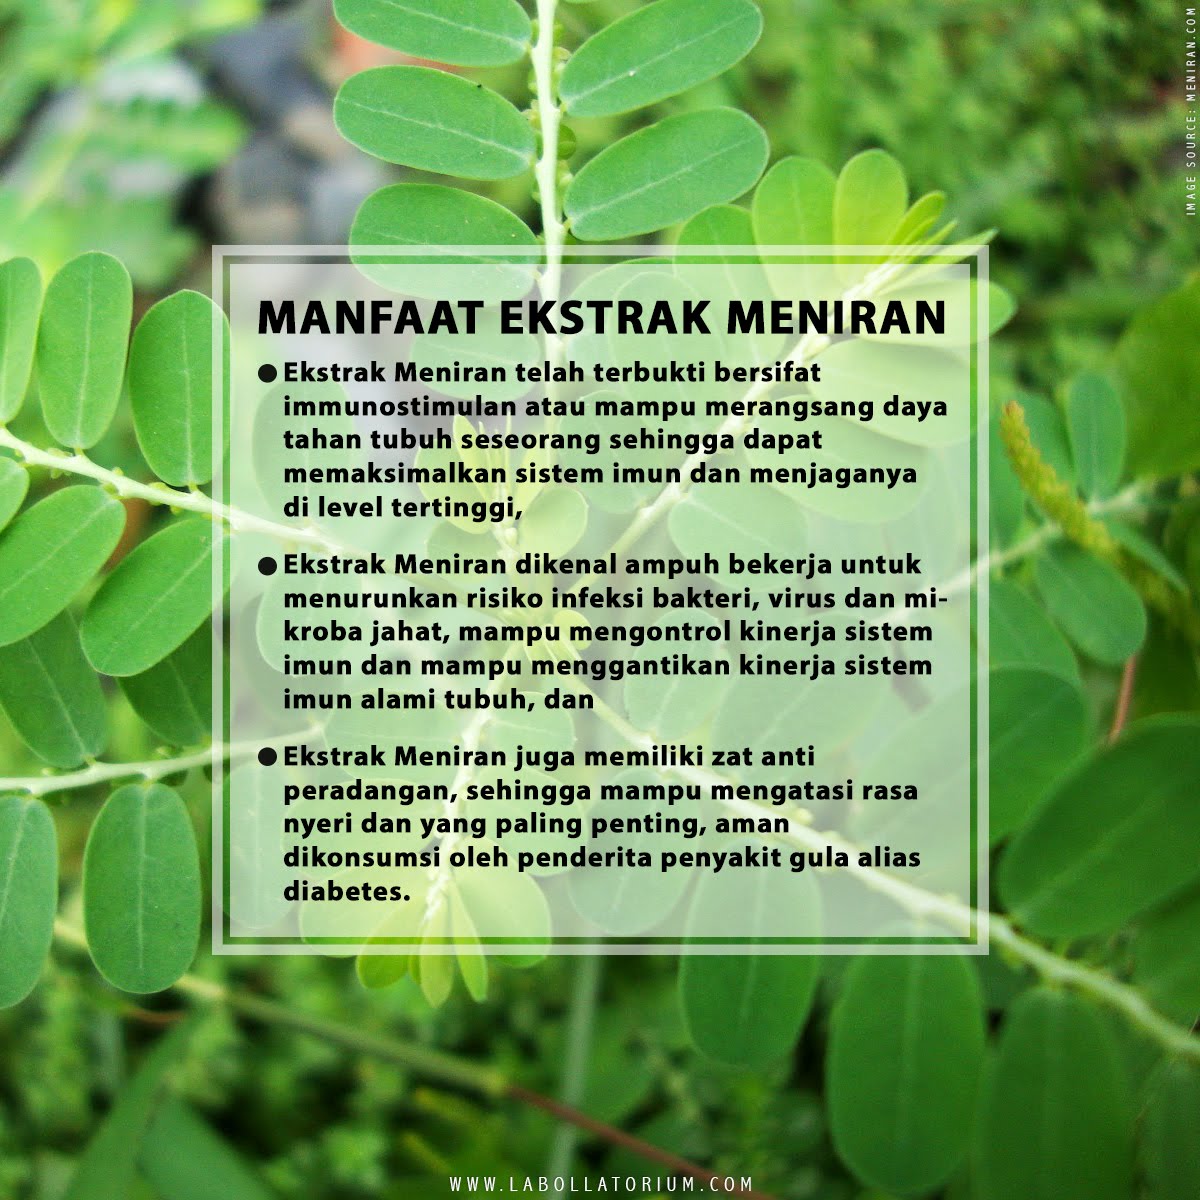 IMAGE SOURCE: MENIRAN.COM
MANFAAT EKSTRAK MENIRAN
● Ekstrak Meniran telah terbukti bersifat
immunostimulan atau mampu merangsang daya
tahan tubuh seseorang sehingga dapat
memaksimalkan sistem imun dan menjaganya
di level tertinggi,
● Ekstrak Meniran dikenal ampuh bekerja untuk
menurunkan risiko infeksi bakteri, virus dan mi-
kroba jahat, mampu mengontrol kinerja sistem
imun dan mampu menggantikan kinerja sistem
imun alami tubuh, dan
● Ekstrak Meniran juga memiliki zat anti
peradangan, sehingga mampu mengatasi rasa
nyeri dan yang paling penting, aman
dikonsumsi oleh penderita penyakit gula alias
diabetes.
WWW.LABOLLATORIUM.COM